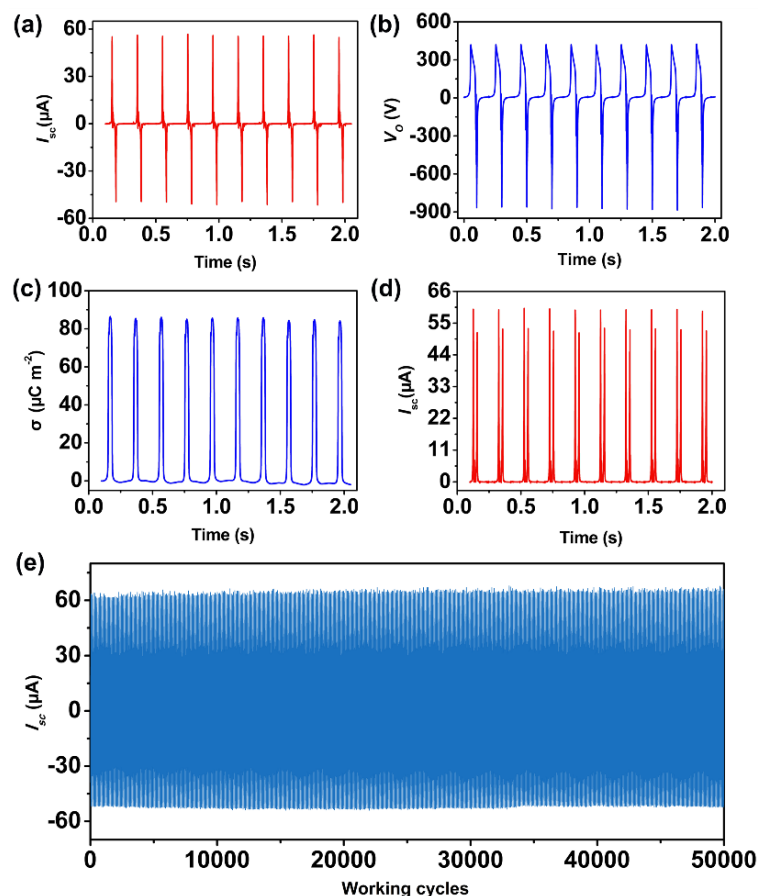 (a)
60
30
0
-30
-60
I_sc (μA)
0.0 0.5 1.0 1.5 2.0
Time (s)
(b)
600
300
0
-300
-600
-900
V_O (V)
0.0 0.5 1.0 1.5 2.0
Time (s)
(c)
100
80
60
40
20
0
σ (μC m⁻²)
0.0 0.5 1.0 1.5 2.0
Time (s)
(d)
66
55
44
33
22
11
0
I_sc (μA)
0.0 0.5 1.0 1.5 2.0
Time (s)
(e)
60
30
0
-30
-60
I_sc (μA)
0 10000 20000 30000 40000 50000
Working cycles